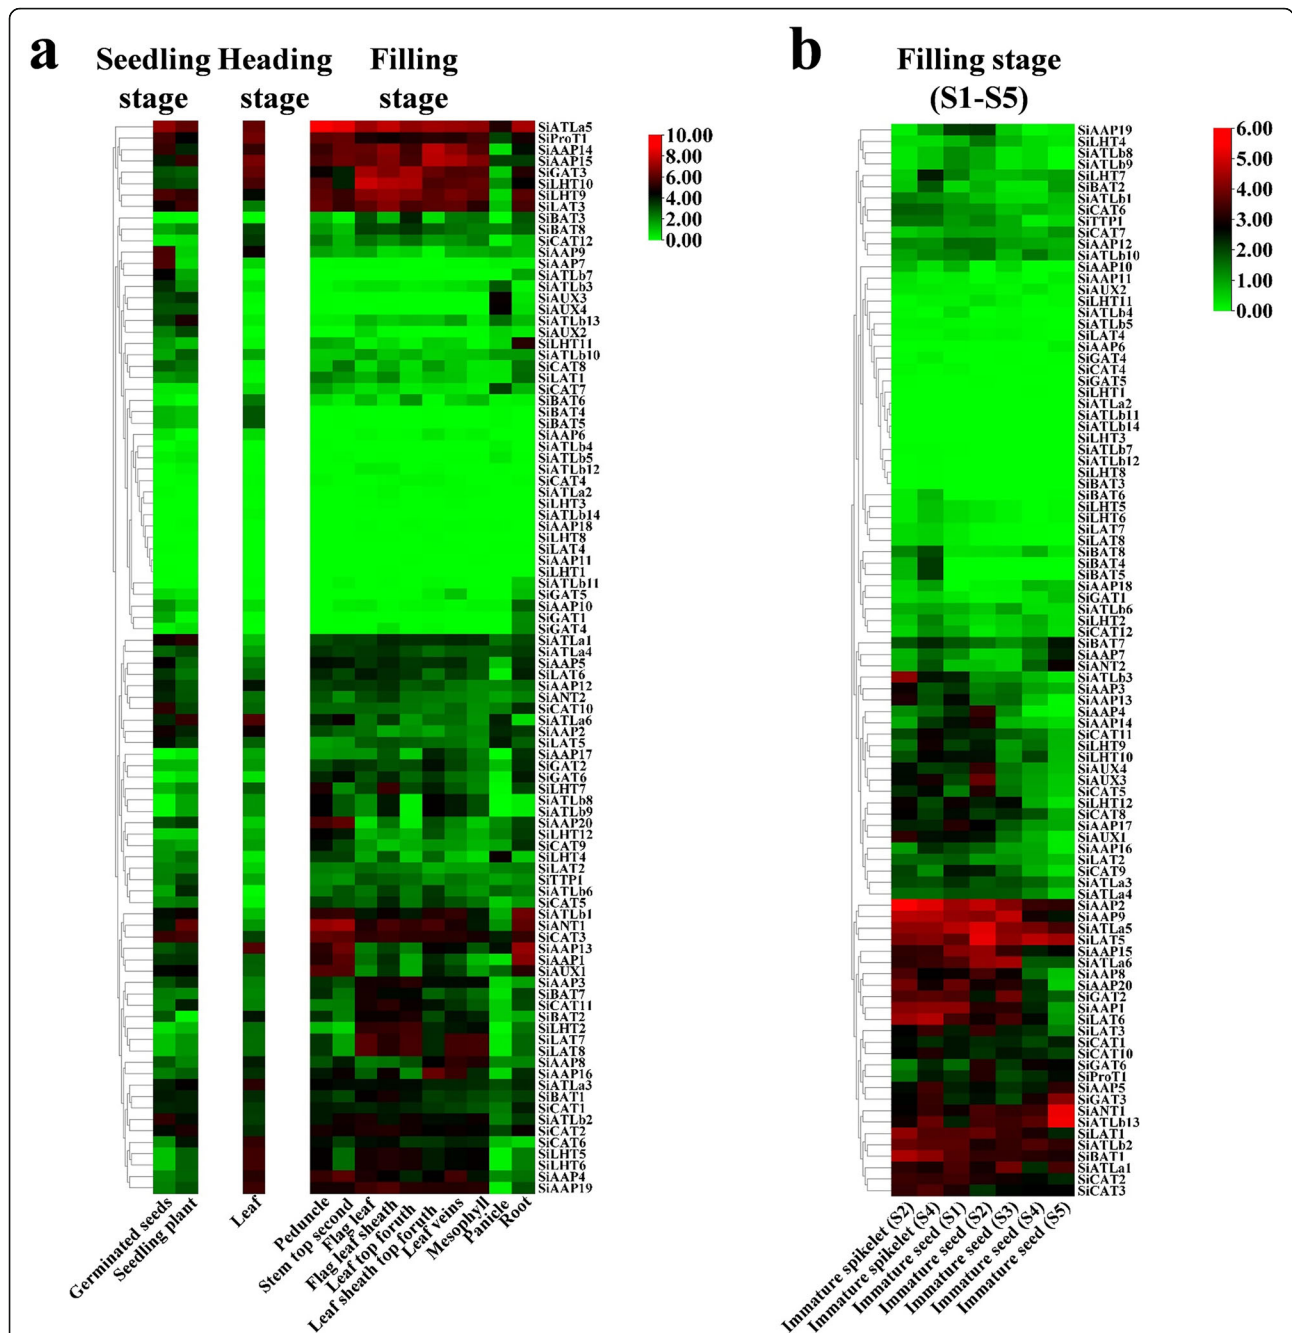 a
Seedling stage
Heading stage
Filling stage
SiATLa5
SiProT1
SiAAP14
SiAAP15
SiGAT3
SiLHT10
SiLHT9
SiLAT3
SiBAT3
SiBAT8
SiCAT12
SiAAP9
SiAAP7
SiATLb7
SiATLb3
SiAUX3
SiAUX4
SiATLb13
SiAUX2
SiLHT11
SiATLb10
SiCAT8
SiLAT1
SiCAT7
SiBAT6
SiBAT4
SiBAT5
SiAAP6
SiATLb4
SiATLb5
SiATLb12
SiCAT4
SiATLa2
SiLHT3
SiATLb14
SiAAP18
SiLHT8
SiLAT4
SiAAP11
SiLHT1
SiATLb11
SiGAT5
SiAAP10
SiGAT1
SiGAT4
SiATLa1
SiATLa4
SiAAP5
SiLAT6
SiAAP12
SiANT2
SiCAT10
SiATLa6
SiAAP2
SiLAT5
SiAAP17
SiGAT2
SiGAT6
SiLHT7
SiATLb8
SiATLb9
SiAAP20
SiLHT12
SiCAT9
SiLHT4
SiLAT2
SiTTP1
SiATLb6
SiCAT5
SiATLb1
SiANT1
SiCAT3
SiAAP13
SiAAP1
SiAUX1
SiAAP3
SiBAT7
SiCAT11
SiBAT2
SiLHT2
SiLAT7
SiLAT8
SiAAP8
SiAAP16
SiATLa3
SiBAT1
SiCAT1
SiATLb2
SiCAT2
SiCAT6
SiLHT5
SiLHT6
SiAAP4
SiAAP19
Germinated seeds
Seedling plant
Leaf
Peduncle
Stem top second
Flag leaf
Flag leaf sheath
Leaf top foruth
Leaf sheath top foruth
Leaf veins
Mesophyll
Panicle
Root
10.00
8.00
6.00
4.00
2.00
0.00
b
Filling stage
(S1-S5)
SiAAP19
SiLHT4
SiATLb8
SiATLb9
SiLHT7
SiBAT2
SiATLb1
SiCAT6
SiTTP1
SiCAT7
SiAAP12
SiATLb10
SiAAP10
SiAAP11
SiAUX2
SiLHT11
SiATLb4
SiATLb5
SiLAT4
SiAAP6
SiGAT4
SiCAT4
SiGAT5
SiLHT1
SiATLa2
SiATLb11
SiATLb14
SiLHT3
SiATLb7
SiATLb12
SiLHT8
SiBAT3
SiBAT6
SiLHT5
SiLHT6
SiLAT7
SiLAT8
SiBAT8
SiBAT4
SiBAT5
SiAAP18
SiGAT1
SiATLb6
SiLHT2
SiCAT12
SiBAT7
SiAAP7
SiANT2
SiATLb3
SiAAP3
SiAAP13
SiAAP4
SiAAP14
SiCAT11
SiLHT9
SiLHT10
SiAUX4
SiAUX3
SiCAT5
SiLHT12
SiCAT8
SiAAP17
SiAUX1
SiAAP16
SiLAT2
SiCAT9
SiATLa3
SiATLa4
SiAAP2
SiAAP9
SiATLa5
SiLAT5
SiAAP15
SiATLa6
SiAAP8
SiAAP20
SiGAT2
SiAAP1
SiLAT6
SiLAT3
SiCAT1
SiCAT10
SiGAT6
SiProT1
SiAAP5
SiGAT3
SiANT1
SiATLb13
SiLAT1
SiATLb2
SiBAT1
SiATLa1
SiCAT2
SiCAT3
Immature spikelet (S2)
Immature spikelet (S4)
Immature seed (S1)
Immature seed (S2)
Immature seed (S3)
Immature seed (S4)
Immature seed (S5)
6.00
5.00
4.00
3.00
2.00
1.00
0.00